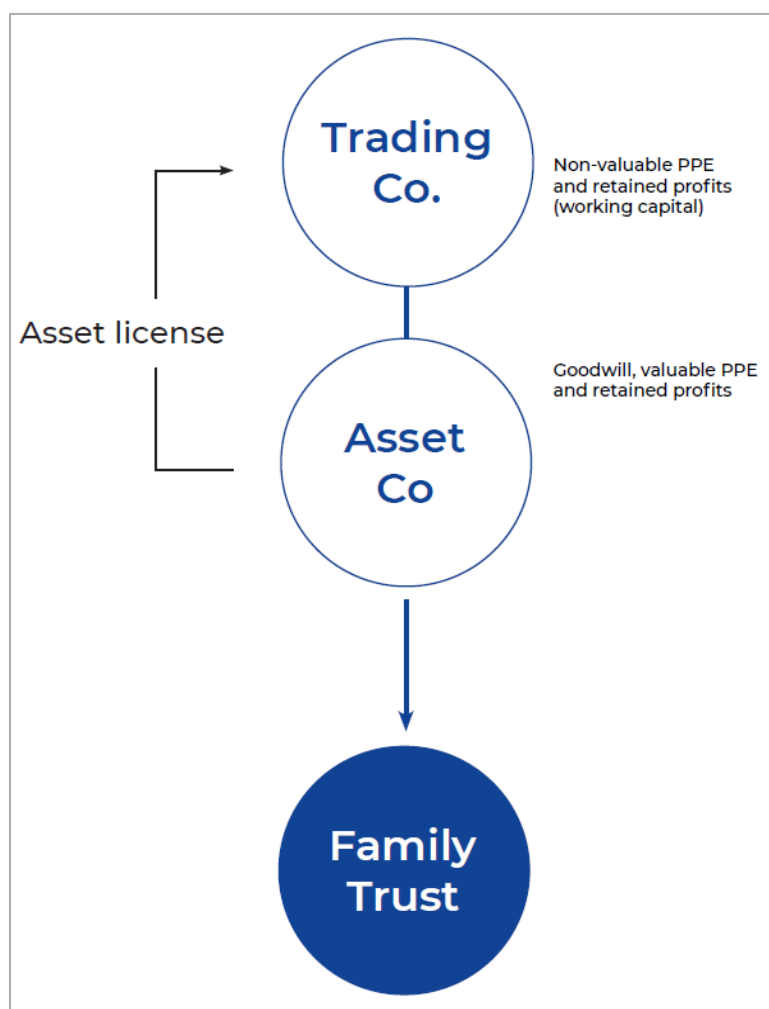 Trading
Co.
Non-valuable PPE
and retained profits
(working capital)
Asset license
Goodwill, valuable PPE
and retained profits
Asset
Co
Family
Trust